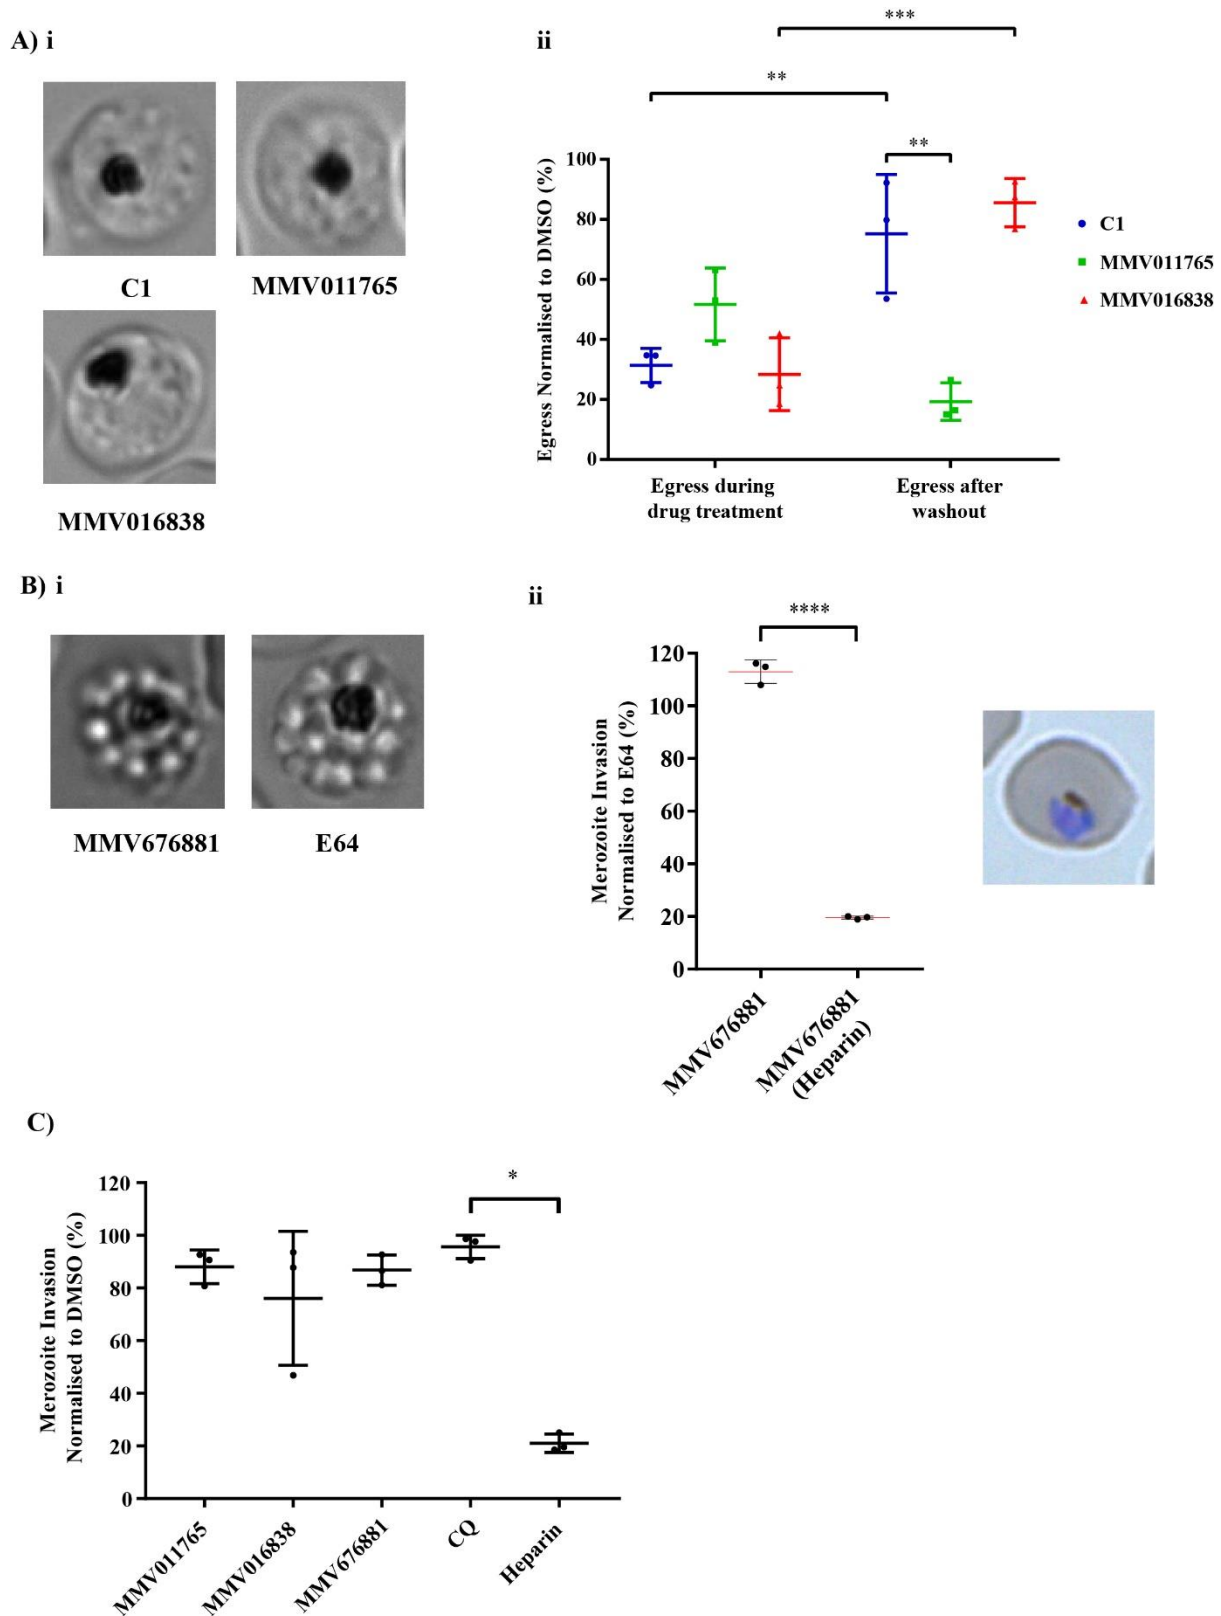 A) i
C1
MMV011765
MMV016838
ii
***
**
**
Egress Normalised to DMSO (%)
100
80
60
40
20
0
Egress during
drug treatment
Egress after
washout
C1
MMV011765
MMV016838
B) i
MMV676881
E64
ii
****
Merozoite Invasion
Normalised to E64 (%)
120
100
80
60
40
20
0
MMV676881
MMV676881
(Heparin)
C)
*
Merozoite Invasion
Normalised to DMSO (%)
120
100
80
60
40
20
0
MMV011765
MMV016838
MMV676881
CQ
Heparin